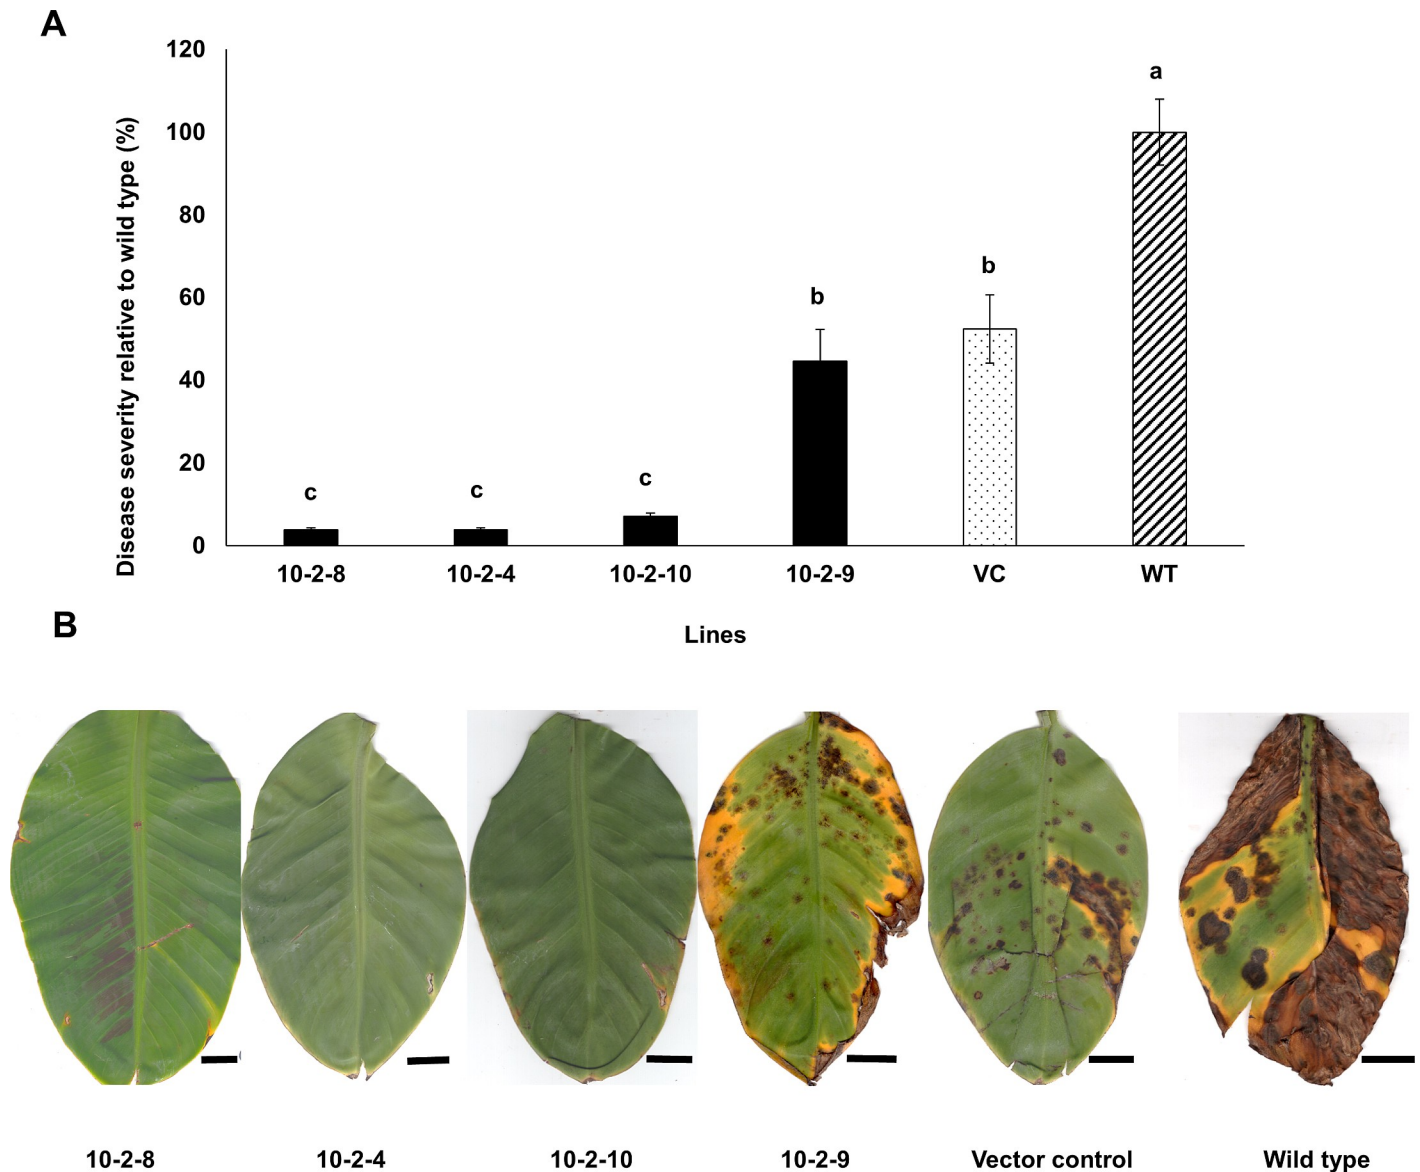 A
120
100
80
60
40
20
0
Disease severity relative to wild type (%)
c
c
c
b
b
a
10-2-8 10-2-4 10-2-10 10-2-9 VC WT
Lines
B
10-2-8 10-2-4 10-2-10 10-2-9 Vector control Wild type